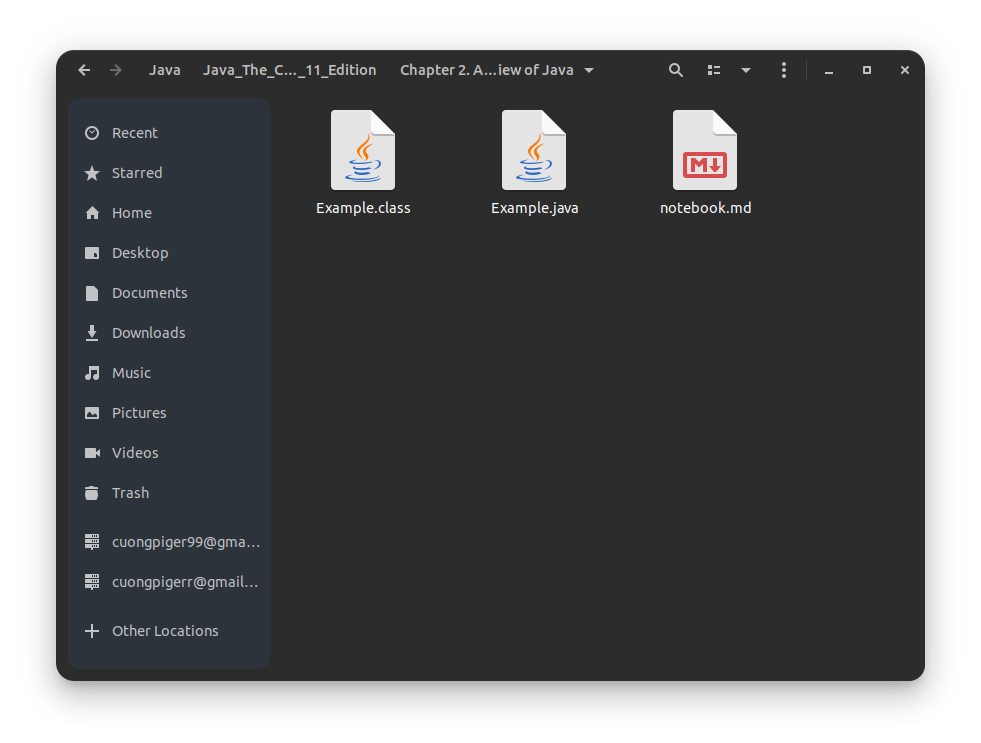 Java Java_The_C..._11_Edition Chapter 2. A...iew of Java
Recent
Starred
Home
Desktop
Documents
Downloads
Music
Pictures
Videos
Trash
cuongpiger99@gma...
cuongpigerr@gmail...
Other Locations
Example.class Example.java notebook.md
M